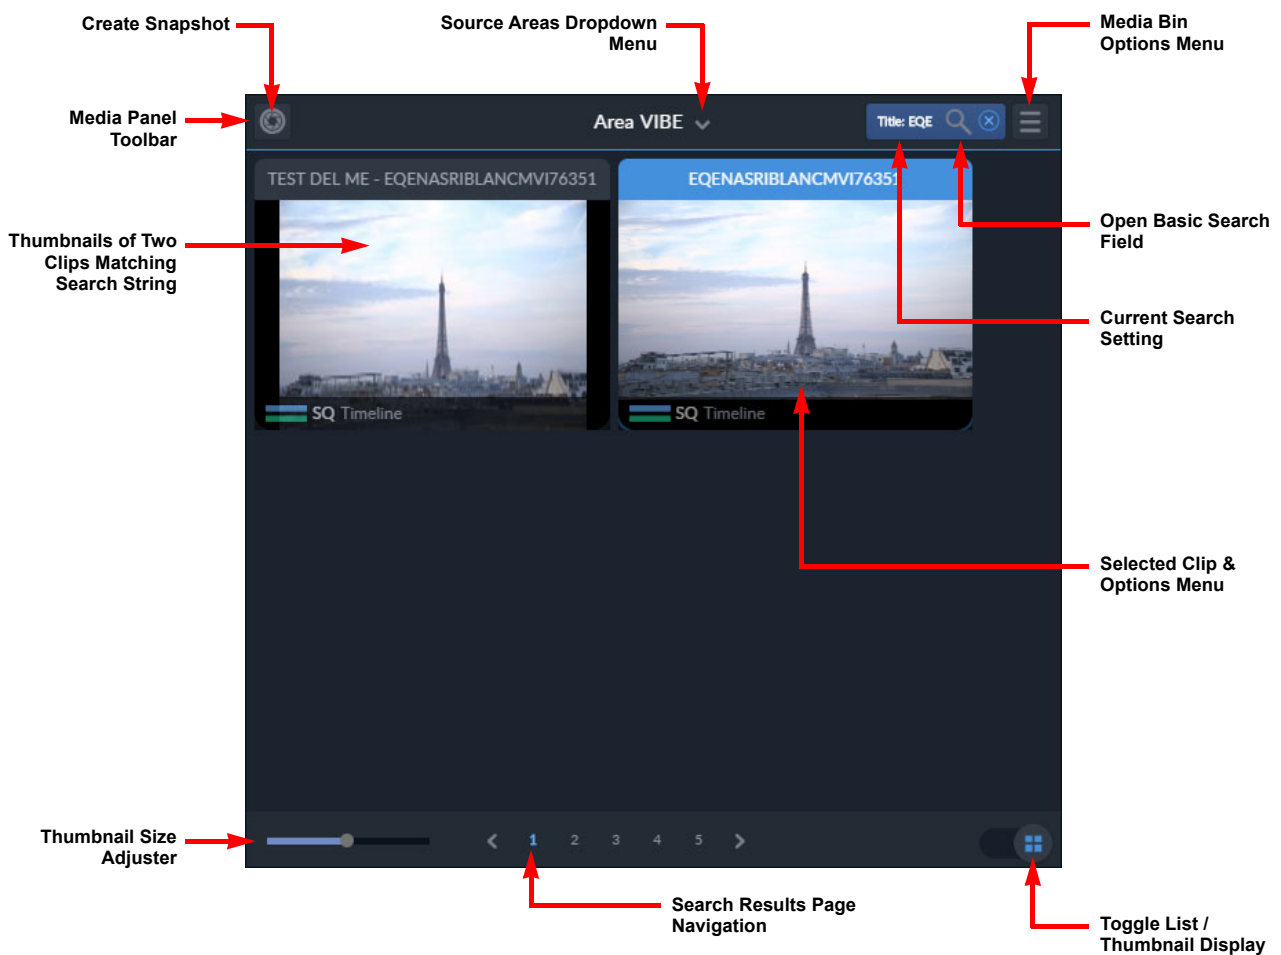 Create Snapshot
Source Areas Dropdown
Menu
Media Bin
Options Menu
Media Panel
Toolbar
Area VIBE
Title: EQE
TEST DEL ME - EQENASRIBLANCMVI76351
EQENASRIBLANCMVI76351
Thumbnails of Two
Clips Matching
Search String
Open Basic Search
Field
Current Search
Setting
SQ Timeline
SQ Timeline
Selected Clip &
Options Menu
Thumbnail Size
Adjuster
1 2 3 4 5
Search Results Page
Navigation
Toggle List /
Thumbnail Display